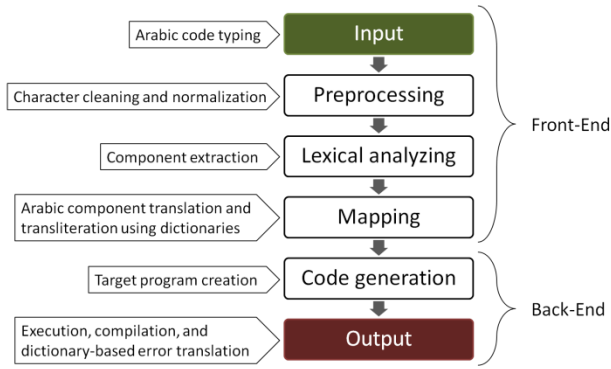 Arabic code typing
Input
Character cleaning and normalization
Preprocessing
Front-End
Component extraction
Lexical analyzing
Arabic component translation and
transliteration using dictionaries
Mapping
Target program creation
Code generation
Back-End
Execution, compilation, and
dictionary-based error translation
Output